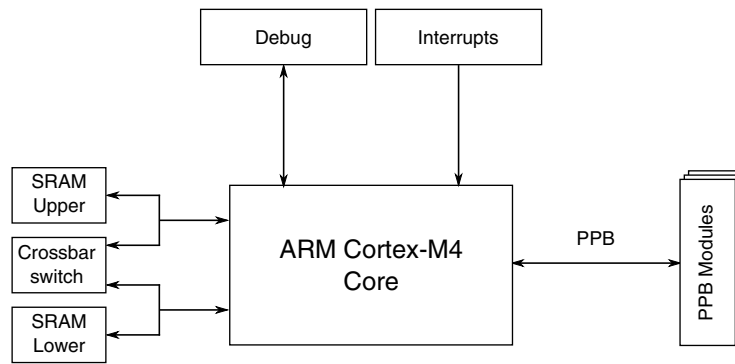 Debug
Interrupts
SRAM
Upper
Crossbar
switch
SRAM
Lower
ARM Cortex-M4
Core
PPB
PPB Modules